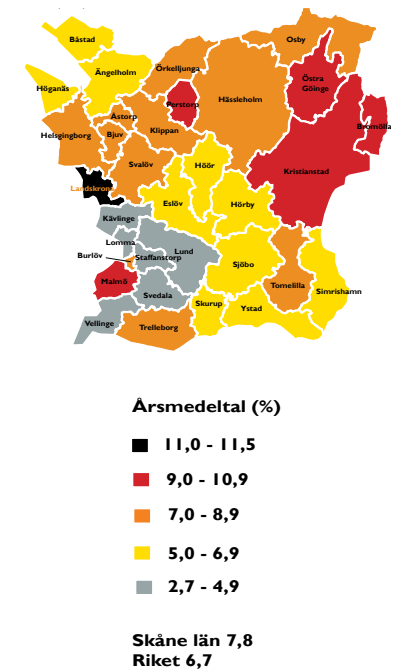 Båstad
Osby
Ängelholm
Örkelljunga
Östra
Göinge
Höganäs
Perstorp
Hässleholm
Åstorp
Bromölla
Helsingborg
Bjuv
Klippan
Svalöv
Höör
Kristianstad
Landskrona
Eslöv
Hörby
Kävlinge
Lomma
Lund
Burlöv
Staffanstorp
Sjöbo
Malmö
Tomelilla
Simrishamn
Svedala
Skurup
Ystad
Vellinge
Trelleborg
Årsmedeltal (%)
11,0 - 11,5
9,0 - 10,9
7,0 - 8,9
5,0 - 6,9
2,7 - 4,9
Skåne län 7,8
Riket 6,7